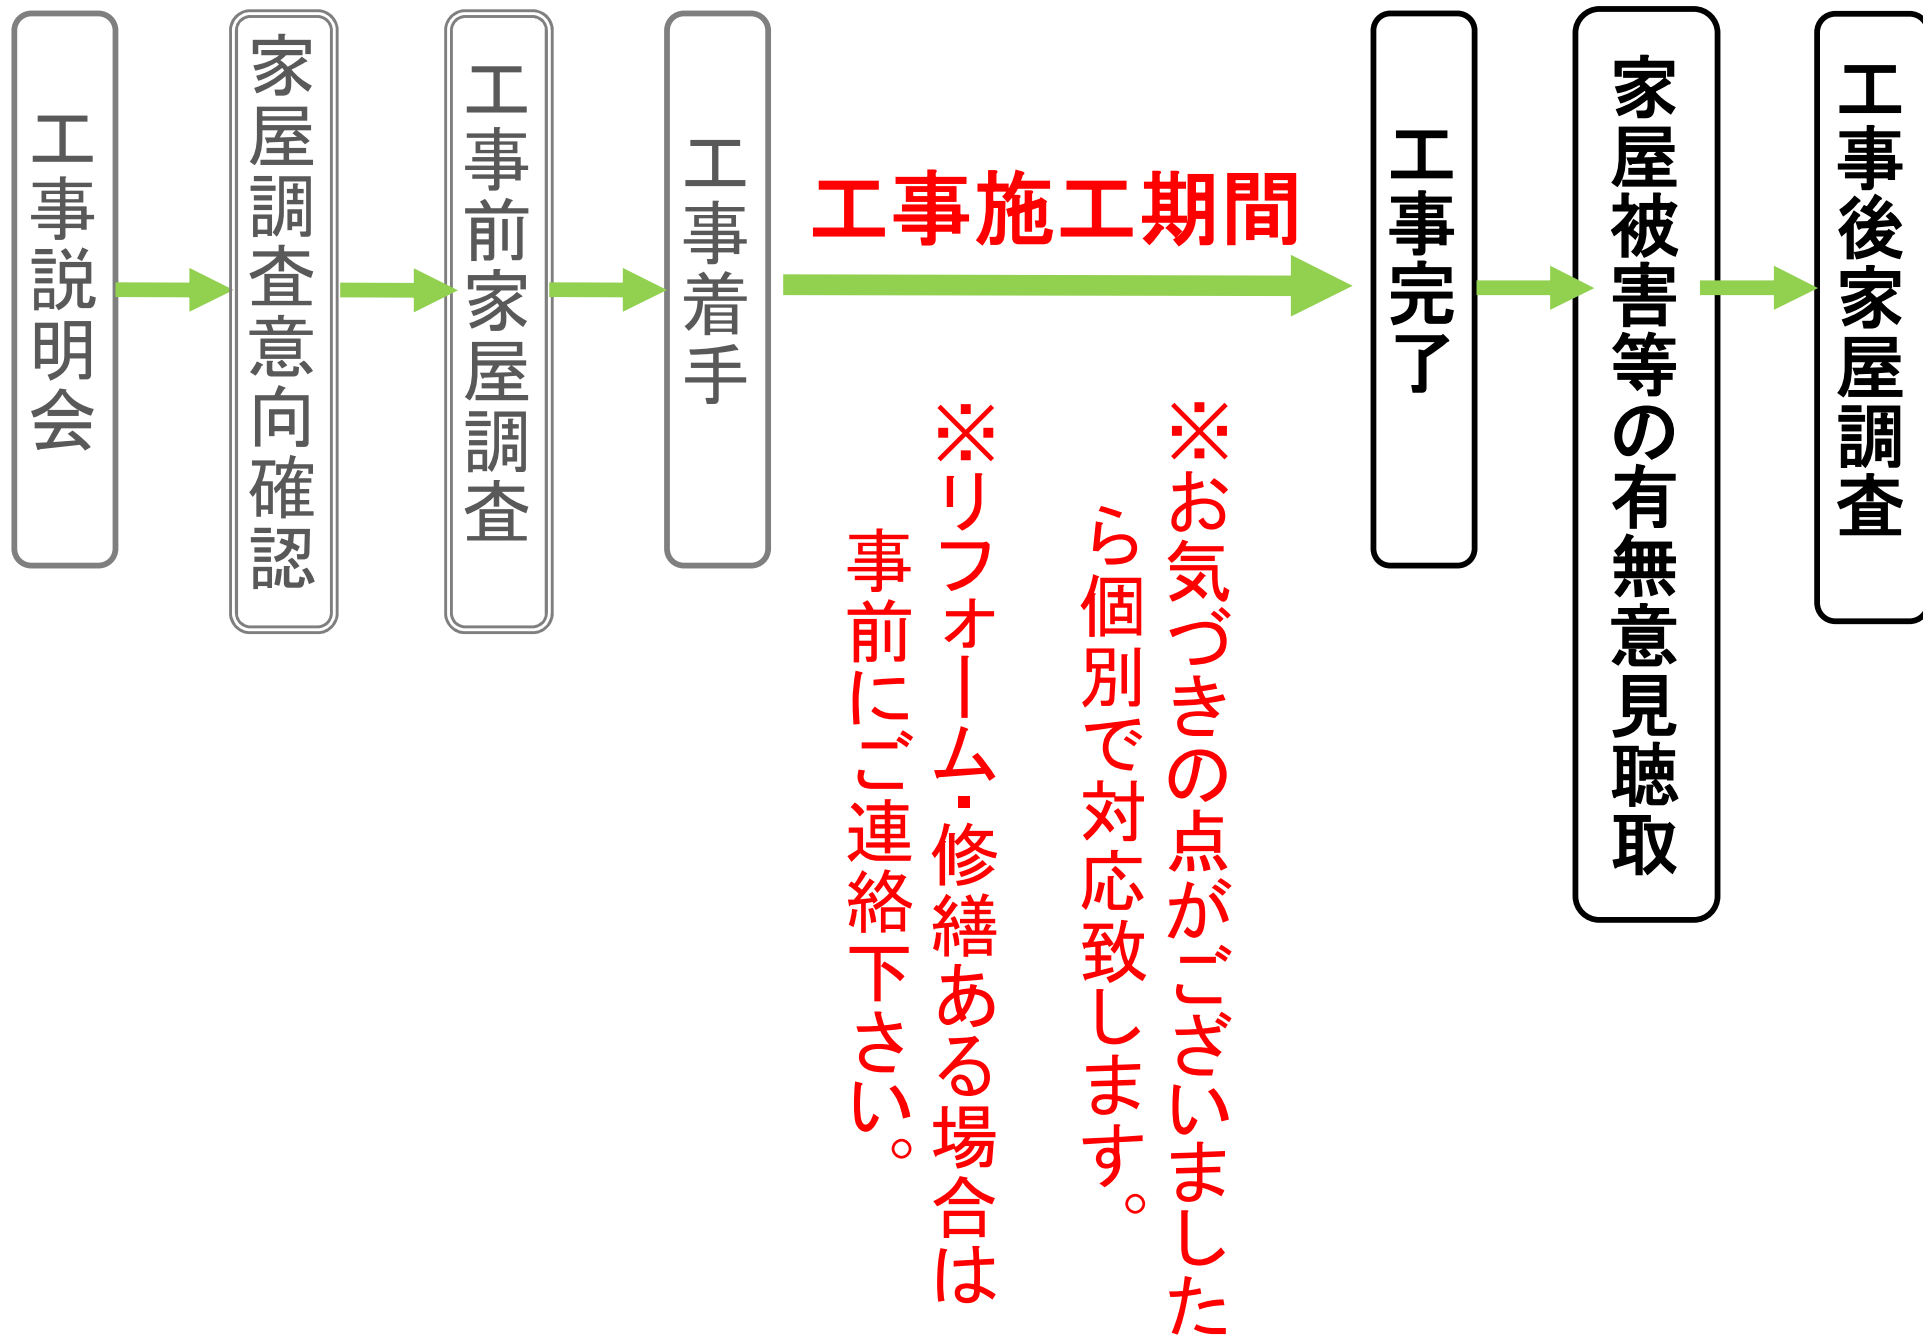 工事説明会
家屋調査意向確認
工事前家屋調査
工事着手
工事施工期間
※お気づきの点がございました
ら個別で対応致します。
※リフォーム・修繕ある場合は
事前にご連絡下さい。
工事完了
家屋被害等の有無意見聴取
工事後家屋調査